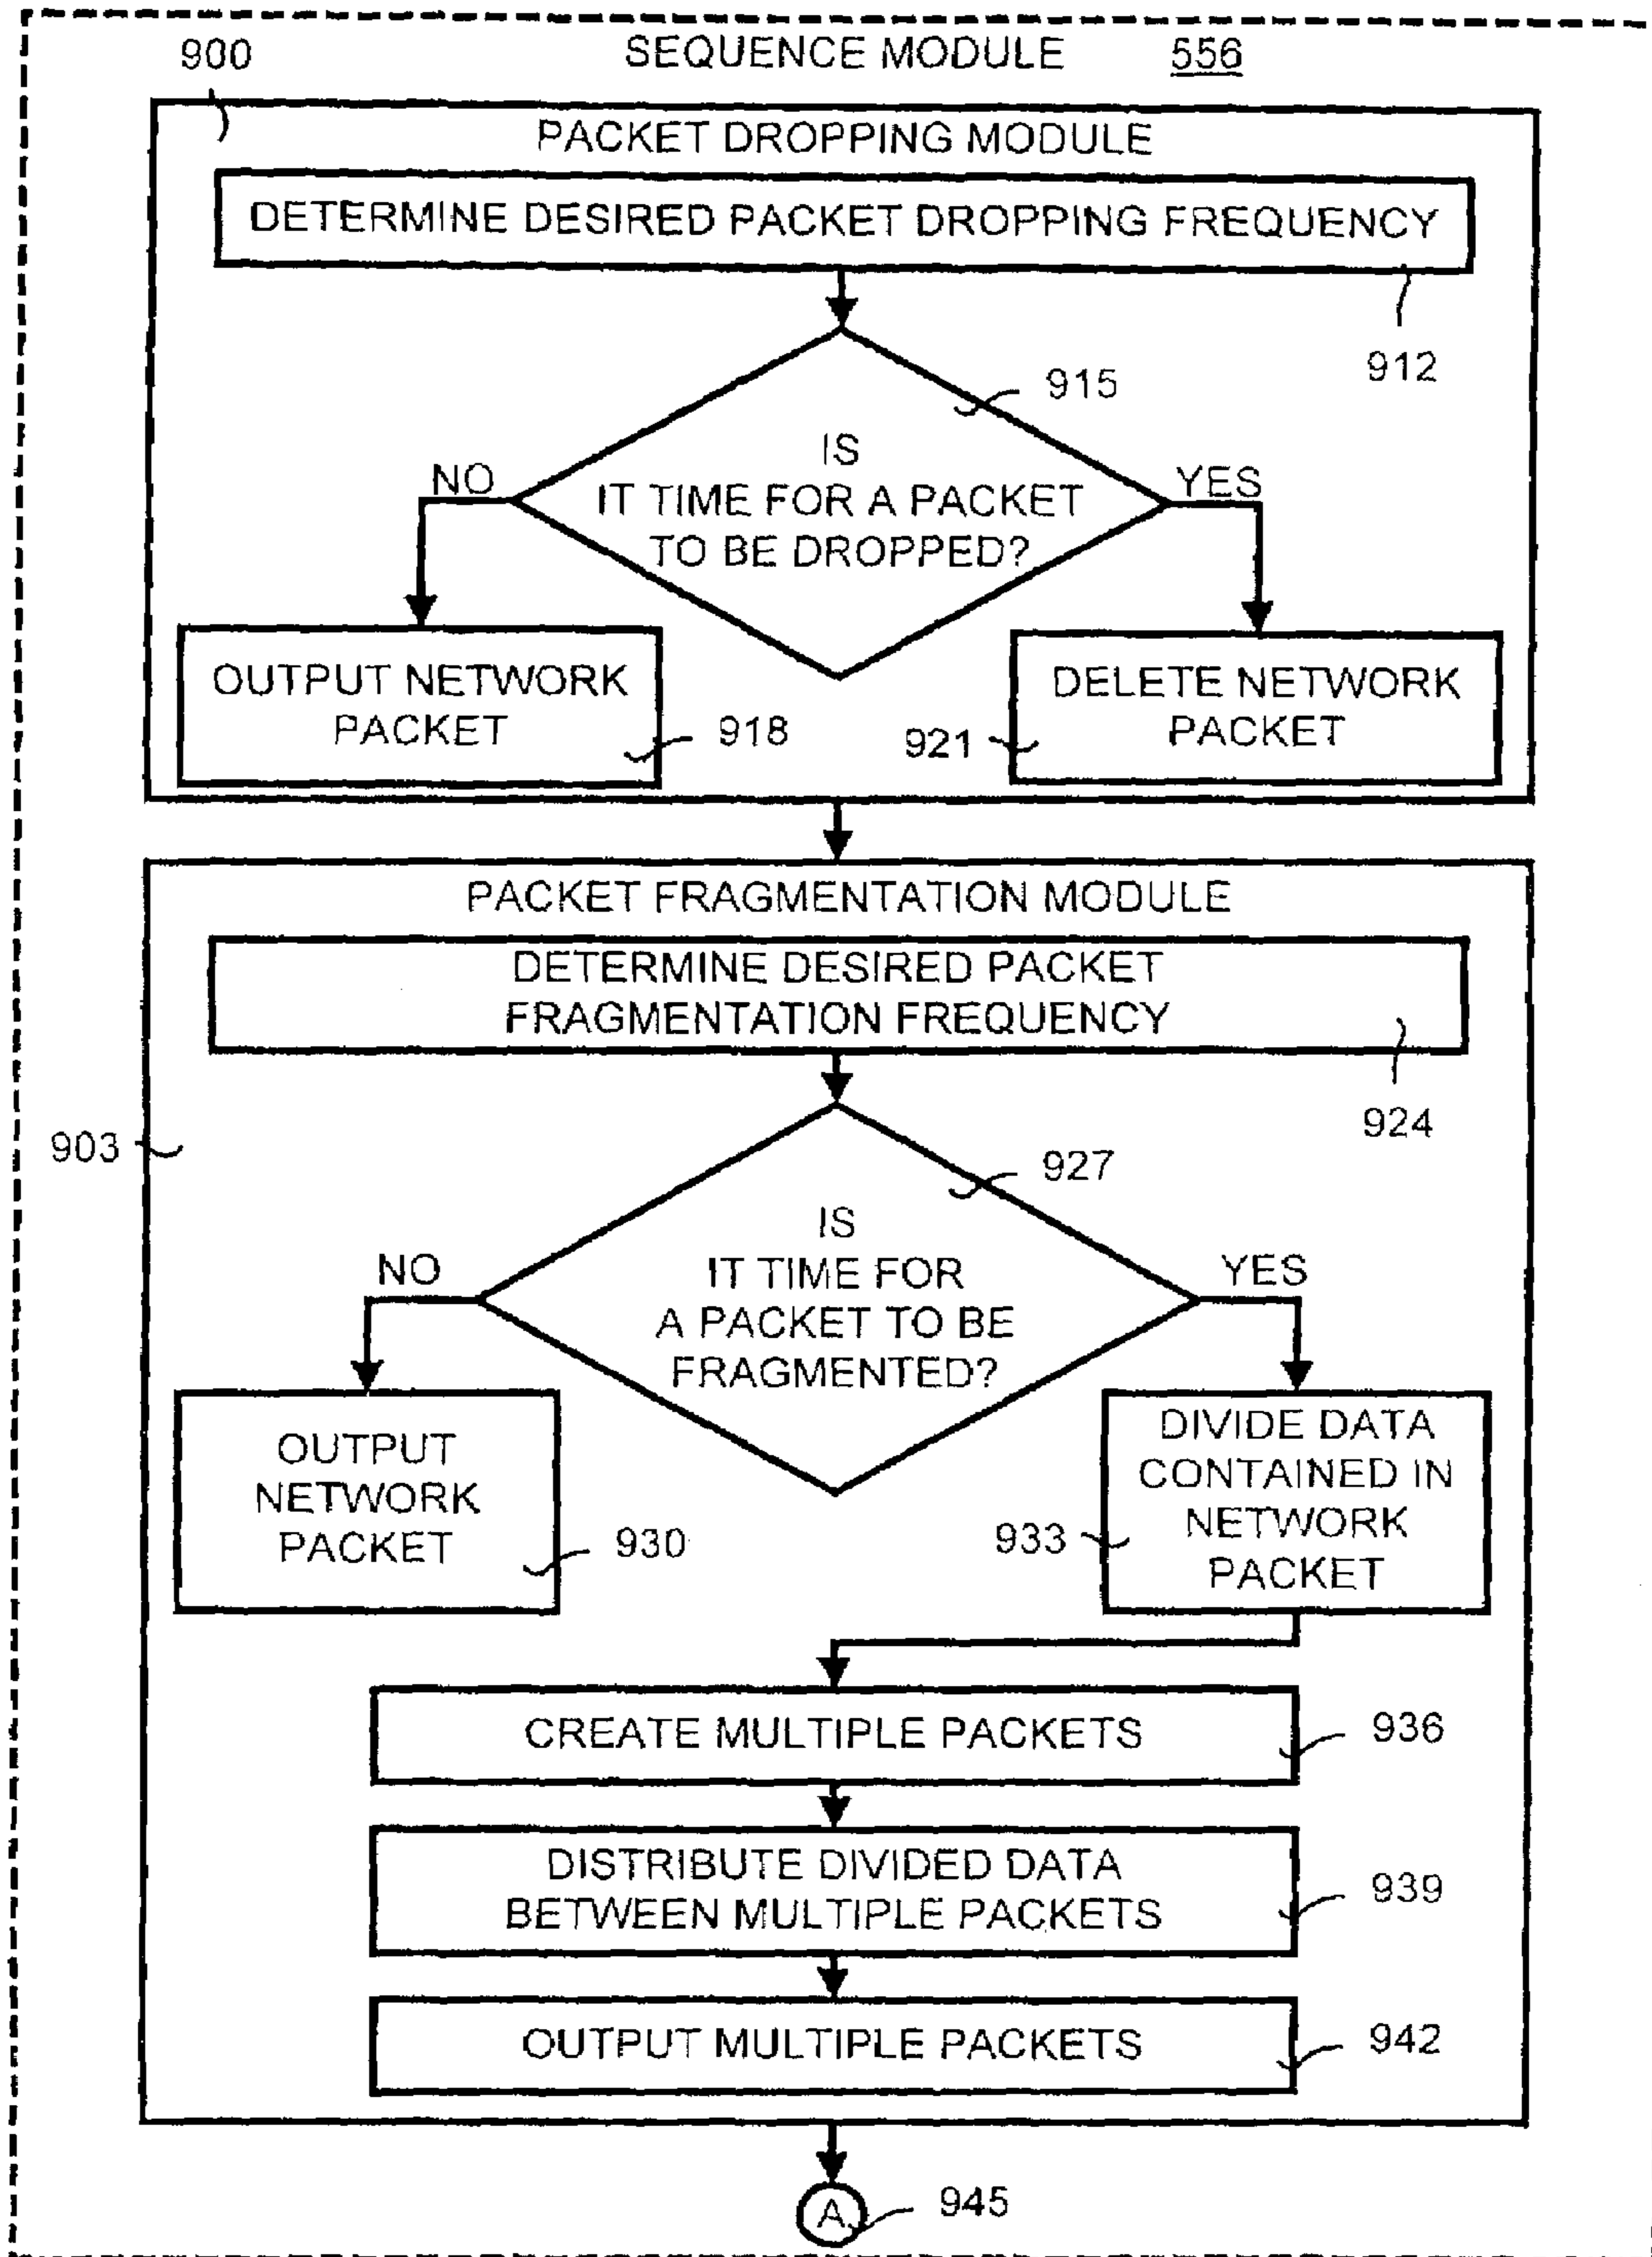 900
SEQUENCE MODULE 556
PACKET DROPPING MODULE
DETERMINE DESIRED PACKET DROPPING FREQUENCY
912
915
IS
IT TIME FOR A PACKET
TO BE DROPPED?
NO
YES
OUTPUT NETWORK
PACKET
918
921
DELETE NETWORK
PACKET
PACKET FRAGMENTATION MODULE
DETERMINE DESIRED PACKET
FRAGMENTATION FREQUENCY
924
903
927
IS
IT TIME FOR
A PACKET TO BE
FRAGMENTED?
NO
YES
OUTPUT
NETWORK
PACKET
930
933
DIVIDE DATA
CONTAINED IN
NETWORK
PACKET
CREATE MULTIPLE PACKETS
936
DISTRIBUTE DIVIDED DATA
BETWEEN MULTIPLE PACKETS
939
OUTPUT MULTIPLE PACKETS
942
A
945